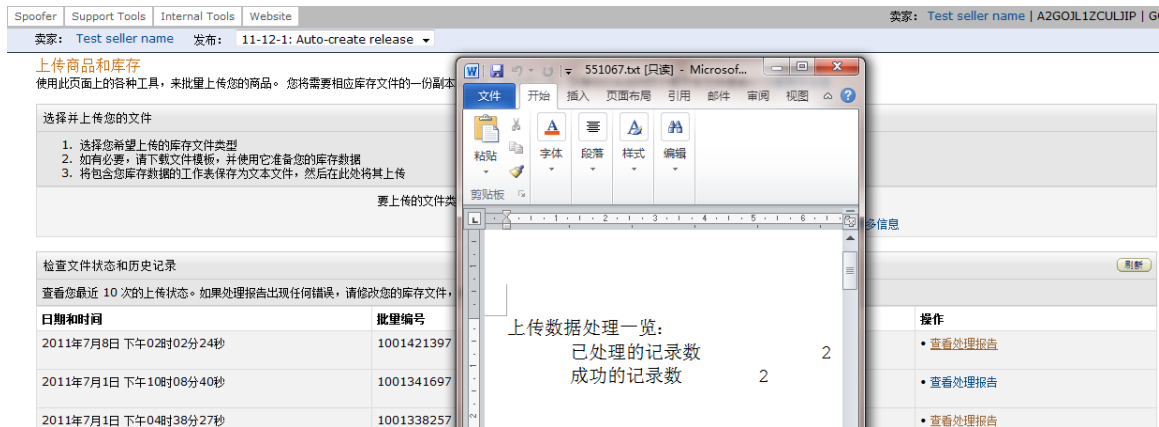 Spoofer Support Tools Internal Tools Website 卖家: Test seller name | A2GOJL1ZCULJIP |
卖家: Test seller name 发布: 11-12-1: Auto-create release
上传商品和库存
使用此页面上的各种工具，来批量上传您的商品。 您将需要相应库存文件的一份副本
选择并上传您的文件
1. 选择您希望上传的库存文件类型
2. 如有必要，请下载文件模板，并使用它准备您的库存数据
3. 将包含您库存数据的工作表保存为文本文件，然后在此处将其上传
要上传的文件类
多信息
检查文件状态和历史记录
刷新
查看您最近 10 次的上传状态。如果处理报告出现任何错误，请修改您的库存文件，
日期和时间 批量编号 操作
2011年7月8日 下午02时02分24秒 1001421397 • 查看处理报告
2011年7月1日 下午10时08分40秒 1001341697 • 查看处理报告
2011年7月1日 下午04时38分27秒 1001338257 • 查看处理报告
551067.txt [只读] - Microsof...
文件 开始 插入 页面布局 引用 邮件 审阅 视图
粘贴 字体 段落 样式 编辑
剪贴板
1 2 3 4 5 6
上传数据处理一览:
已处理的记录数 2
成功的记录数 2